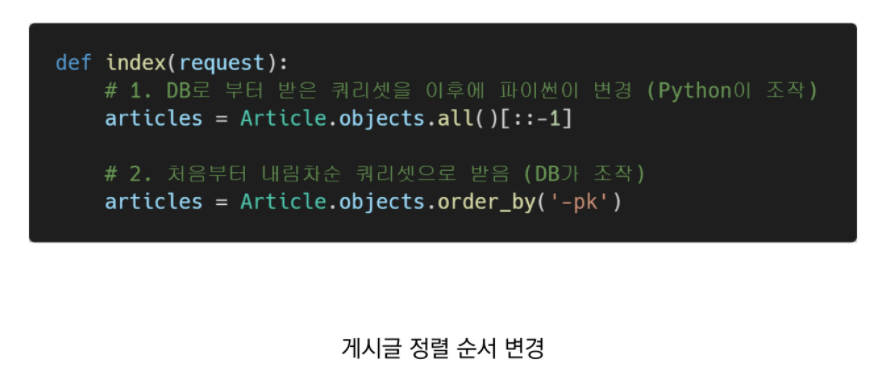 def index(request):
    # 1. DB로 부터 받은 쿼리셋을 이후에 파이썬이 변경 (Python이 조작)
    articles = Article.objects.all()[::-1]
    # 2. 처음부터 내림차순 쿼리셋으로 받음 (DB가 조작)
    articles = Article.objects.order_by('-pk')
게시글 정렬 순서 변경